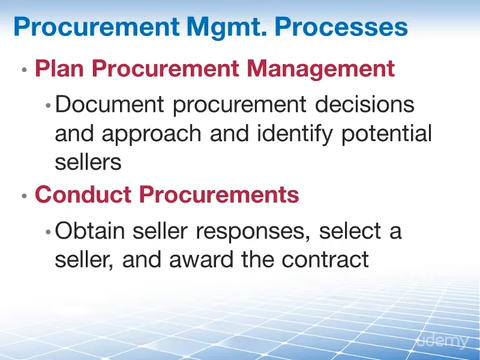 Procurement Mgmt. Processes
• Plan Procurement Management
• Document procurement decisions
and approach and identify potential
sellers
• Conduct Procurements
• Obtain seller responses, select a
seller, and award the contract
udemy